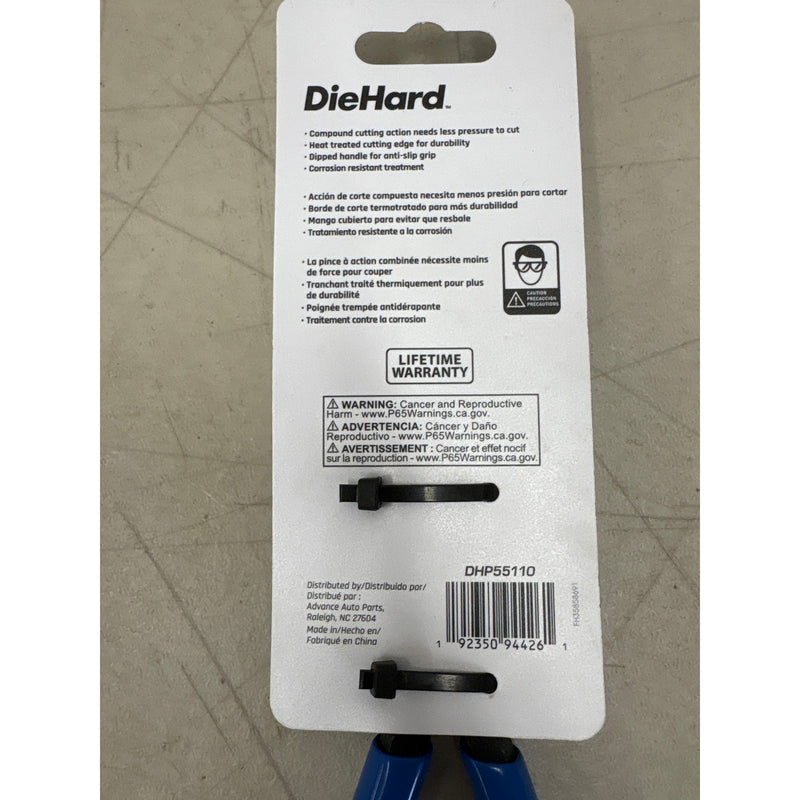 DieHard™
· Compound cutting action needs less pressure to cut
· Heat treated cutting edge for durability
· Dipped handle for anti-slip grip
· Corrosion resistant treatment
· Acción de corte compuesta necesita menos presión para cortar
· Borde de corte termotratado para más durabilidad
· Mango cubierto para evitar que resbale
· Tratamiento resistente a la corrosión
· La pince à action combinée nécessite moins
de force pour couper
· Tranchant traité thermiquement pour plus
de durabilité
· Poignée trempée antidérapante
· Traitement contre la corrosion
CAUTION
PRECACCIÓN
PRÉCAUTIONS
LIFETIME
WARRANTY
⚠ WARNING: Cancer and Reproductive
Harm - www.P65Warnings.ca.gov.
⚠ ADVERTENCIA: Cáncer y Daño
Reproductivo - www.P65Warnings.ca.gov.
⚠ AVERTISSEMENT : Cancer et effet nocif
sur la reproduction - www.P65Warnings.ca.gov.
DHP55110
Distributed by/Distribuido por/
Distribué par :
Advance Auto Parts,
Raleigh, NC 27604
Made in/Hecho en/
Fabriqué en China
1 92350 94426 1
FH35858691